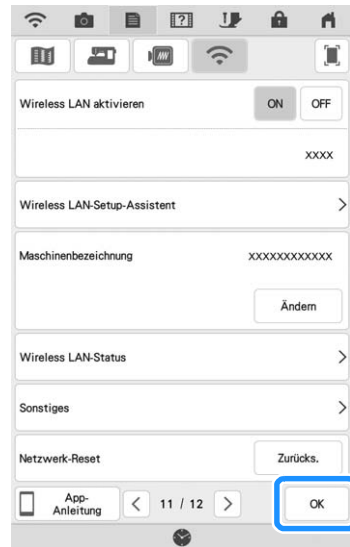 Wireless LAN aktivieren ON OFF
xxxx
Wireless LAN-Setup-Assistent >
Maschinenbezeichnung xxxxxxxxxxxx
Ändern
Wireless LAN-Status >
Sonstiges >
Netzwerk-Reset Zurücks.
App-
Anleitung < 11 / 12 > OK